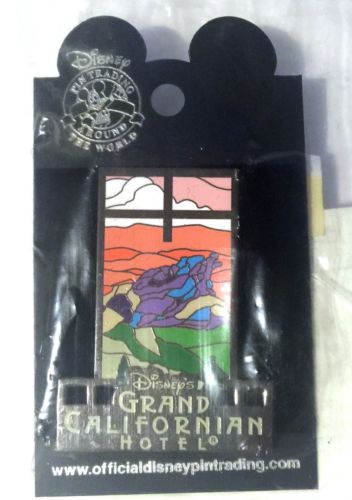 Disney
PIN TRADING
AROUND
THE WORLD
DISNEY'S
GRAND
CALIFORNIAN
HOTEL®
www.officialdisneypintrading.com